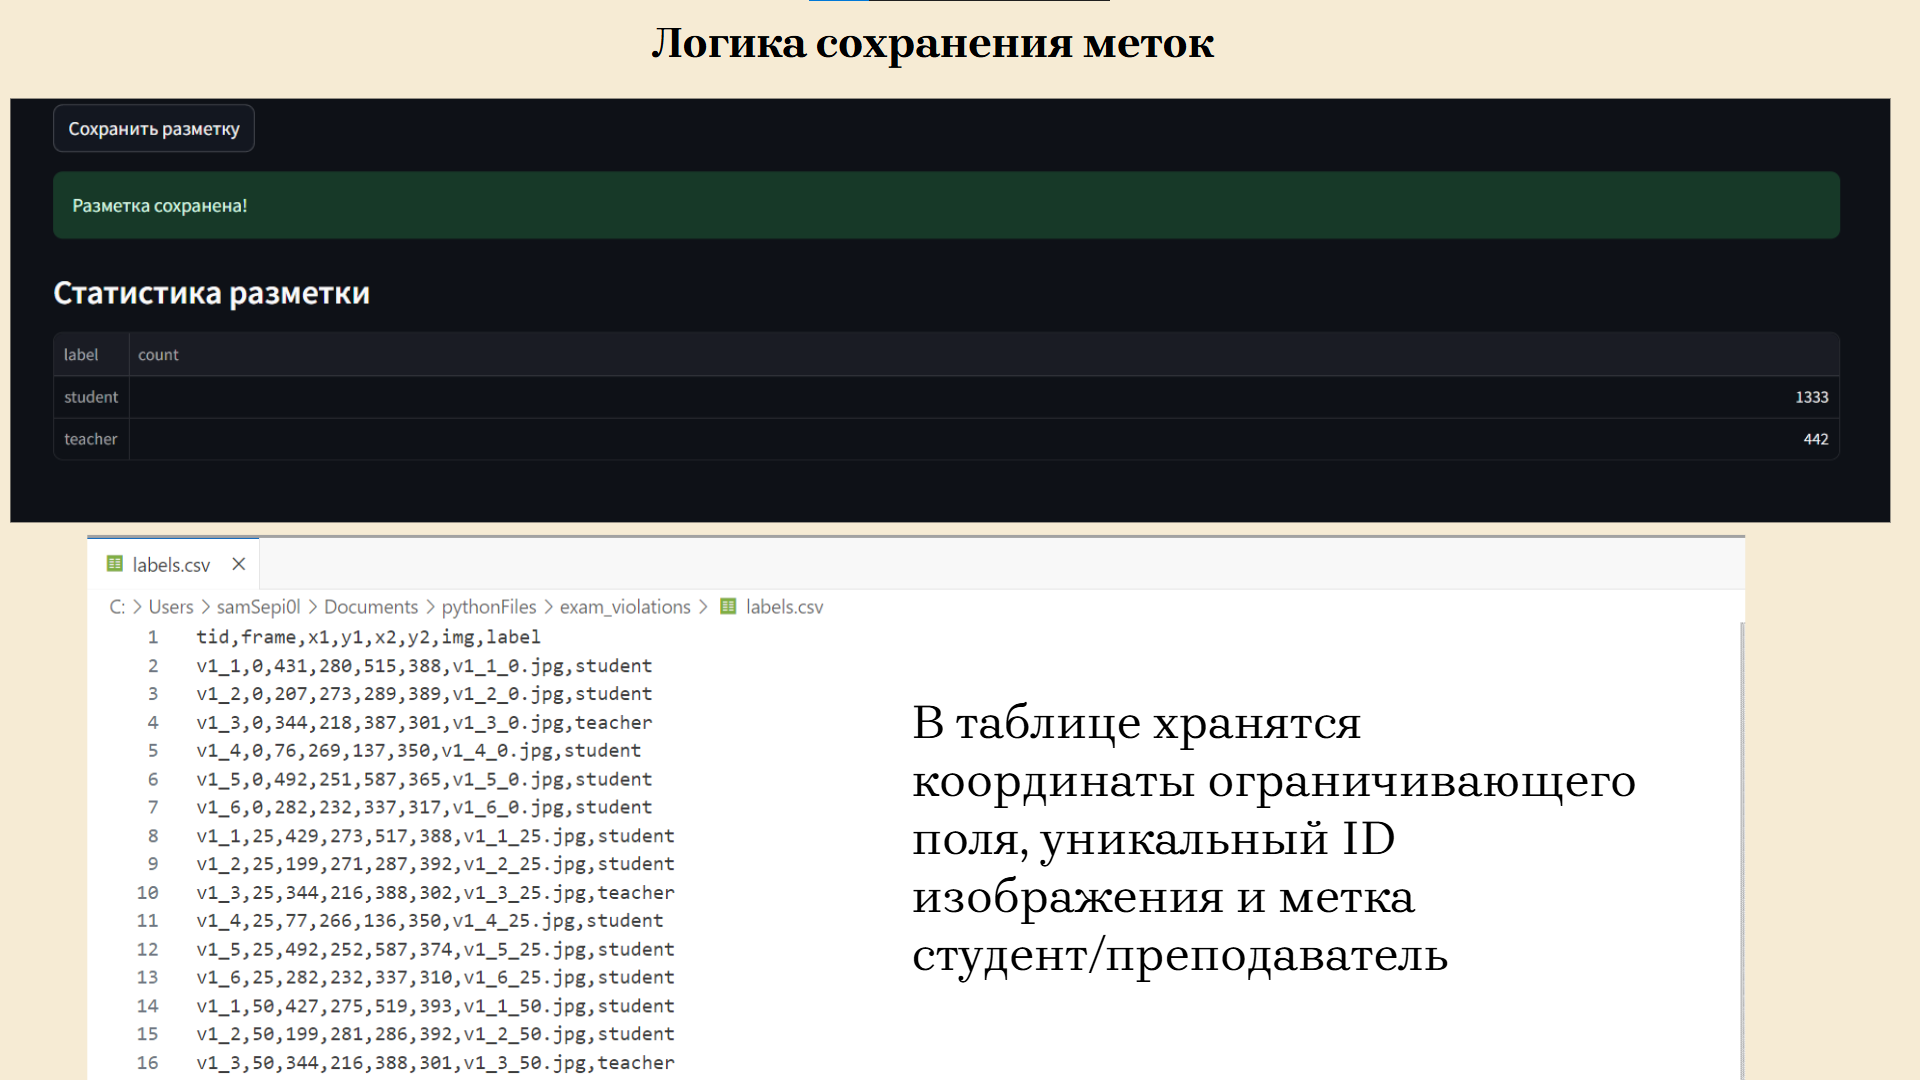 Логика сохранения меток
Сохранить разметку
Разметка сохранена!
Статистика разметки
label count
student 1333
teacher 442
labels.csv
C: > Users > samSepi0l > Documents > pythonFiles > exam_violations > labels.csv
1 tid,frame,x1,y1,x2,y2,img,label
2 v1_1,0,431,280,515,388,v1_1_0.jpg,student
3 v1_2,0,207,273,289,389,v1_2_0.jpg,student
4 v1_3,0,344,218,387,301,v1_3_0.jpg,teacher
5 v1_4,0,76,269,137,350,v1_4_0.jpg,student
6 v1_5,0,492,251,587,365,v1_5_0.jpg,student
7 v1_6,0,282,232,337,317,v1_6_0.jpg,student
8 v1_1,25,429,273,517,388,v1_1_25.jpg,student
9 v1_2,25,199,271,287,392,v1_2_25.jpg,student
10 v1_3,25,344,216,388,302,v1_3_25.jpg,teacher
11 v1_4,25,77,266,136,350,v1_4_25.jpg,student
12 v1_5,25,492,252,587,374,v1_5_25.jpg,student
13 v1_6,25,282,232,337,310,v1_6_25.jpg,student
14 v1_1,50,427,275,519,393,v1_1_50.jpg,student
15 v1_2,50,199,281,286,392,v1_2_50.jpg,student
16 v1_3,50,344,216,388,301,v1_3_50.jpg,teacher
В таблице хранятся
координаты ограничивающего
поля, уникальный ID
изображения и метка
студент/преподаватель